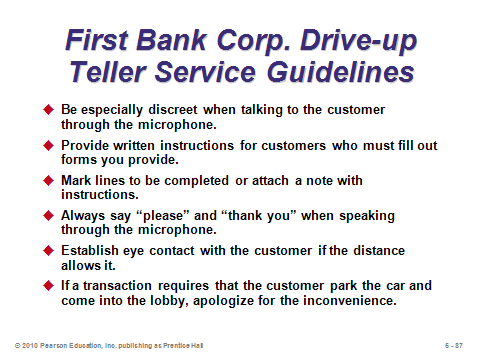 First Bank Corp. Drive-up
Teller Service Guidelines
Be especially discreet when talking to the customer
through the microphone.
Provide written instructions for customers who must fill out
forms you provide.
Mark lines to be completed or attach a note with
instructions.
Always say “please” and “thank you” when speaking
through the microphone.
Establish eye contact with the customer if the distance
allows it.
If a transaction requires that the customer park the car and
come into the lobby, apologize for the inconvenience.
© 2010 Pearson Education, Inc. publishing as Prentice Hall
6 - 87